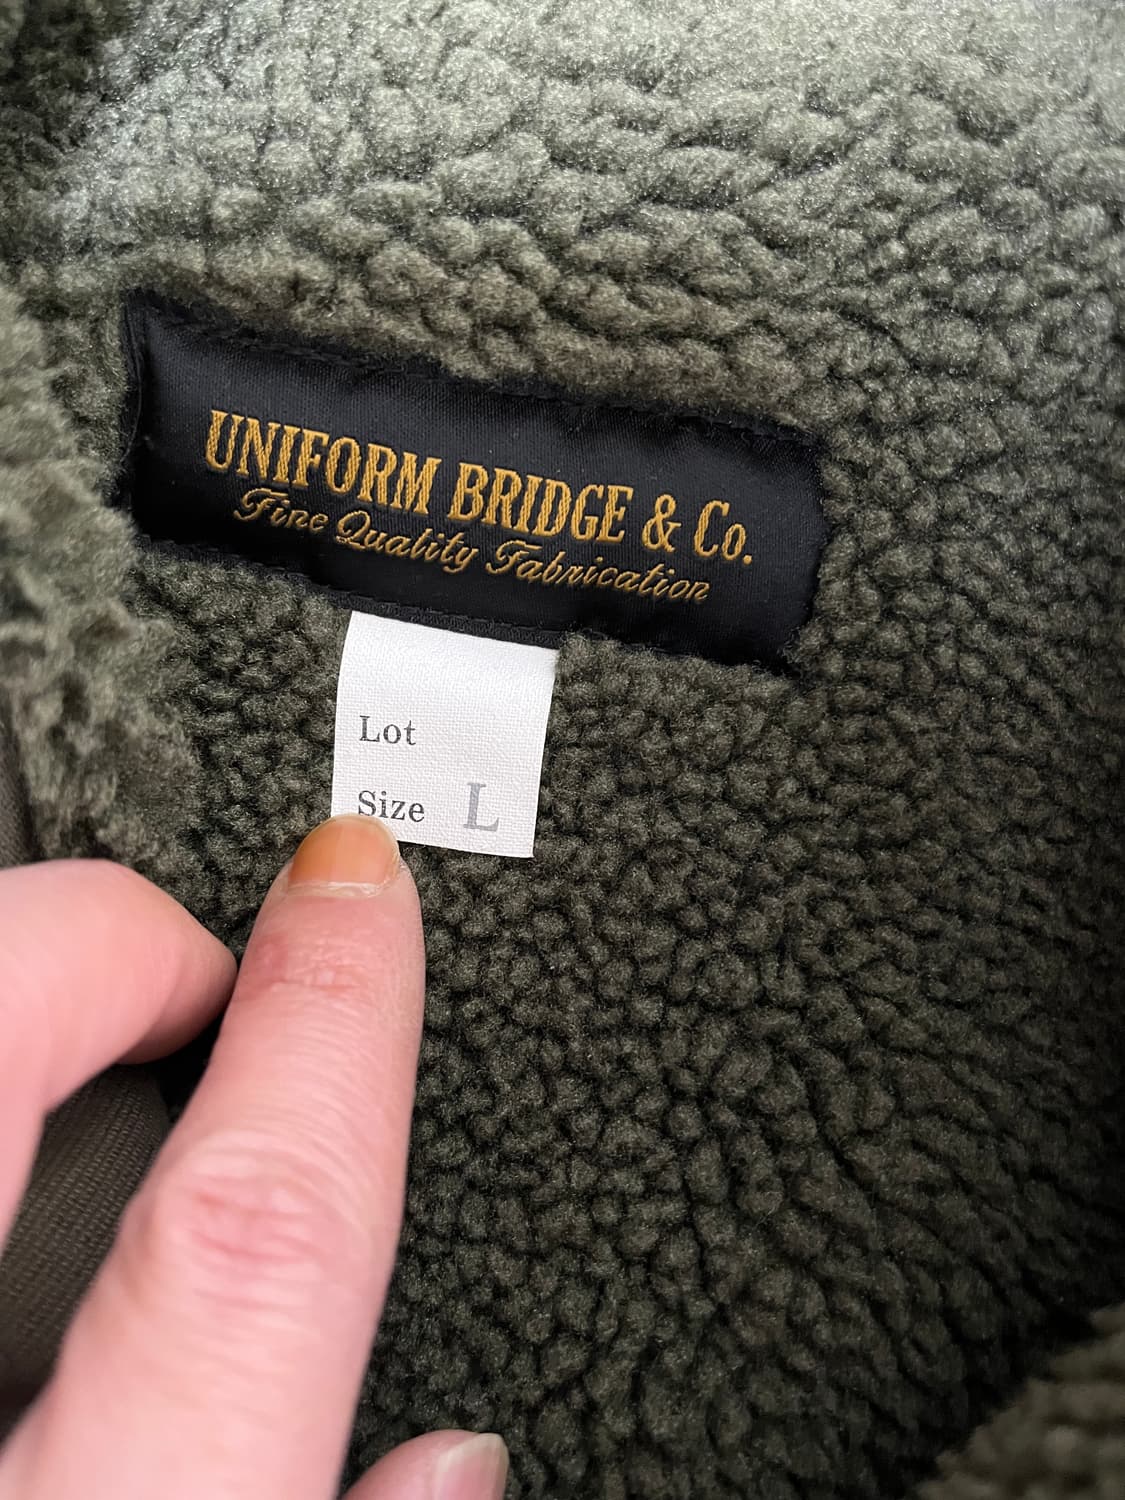 UNIFORM BRIDGE & Co.
Fine Quality Fabrication
Lot
Size L